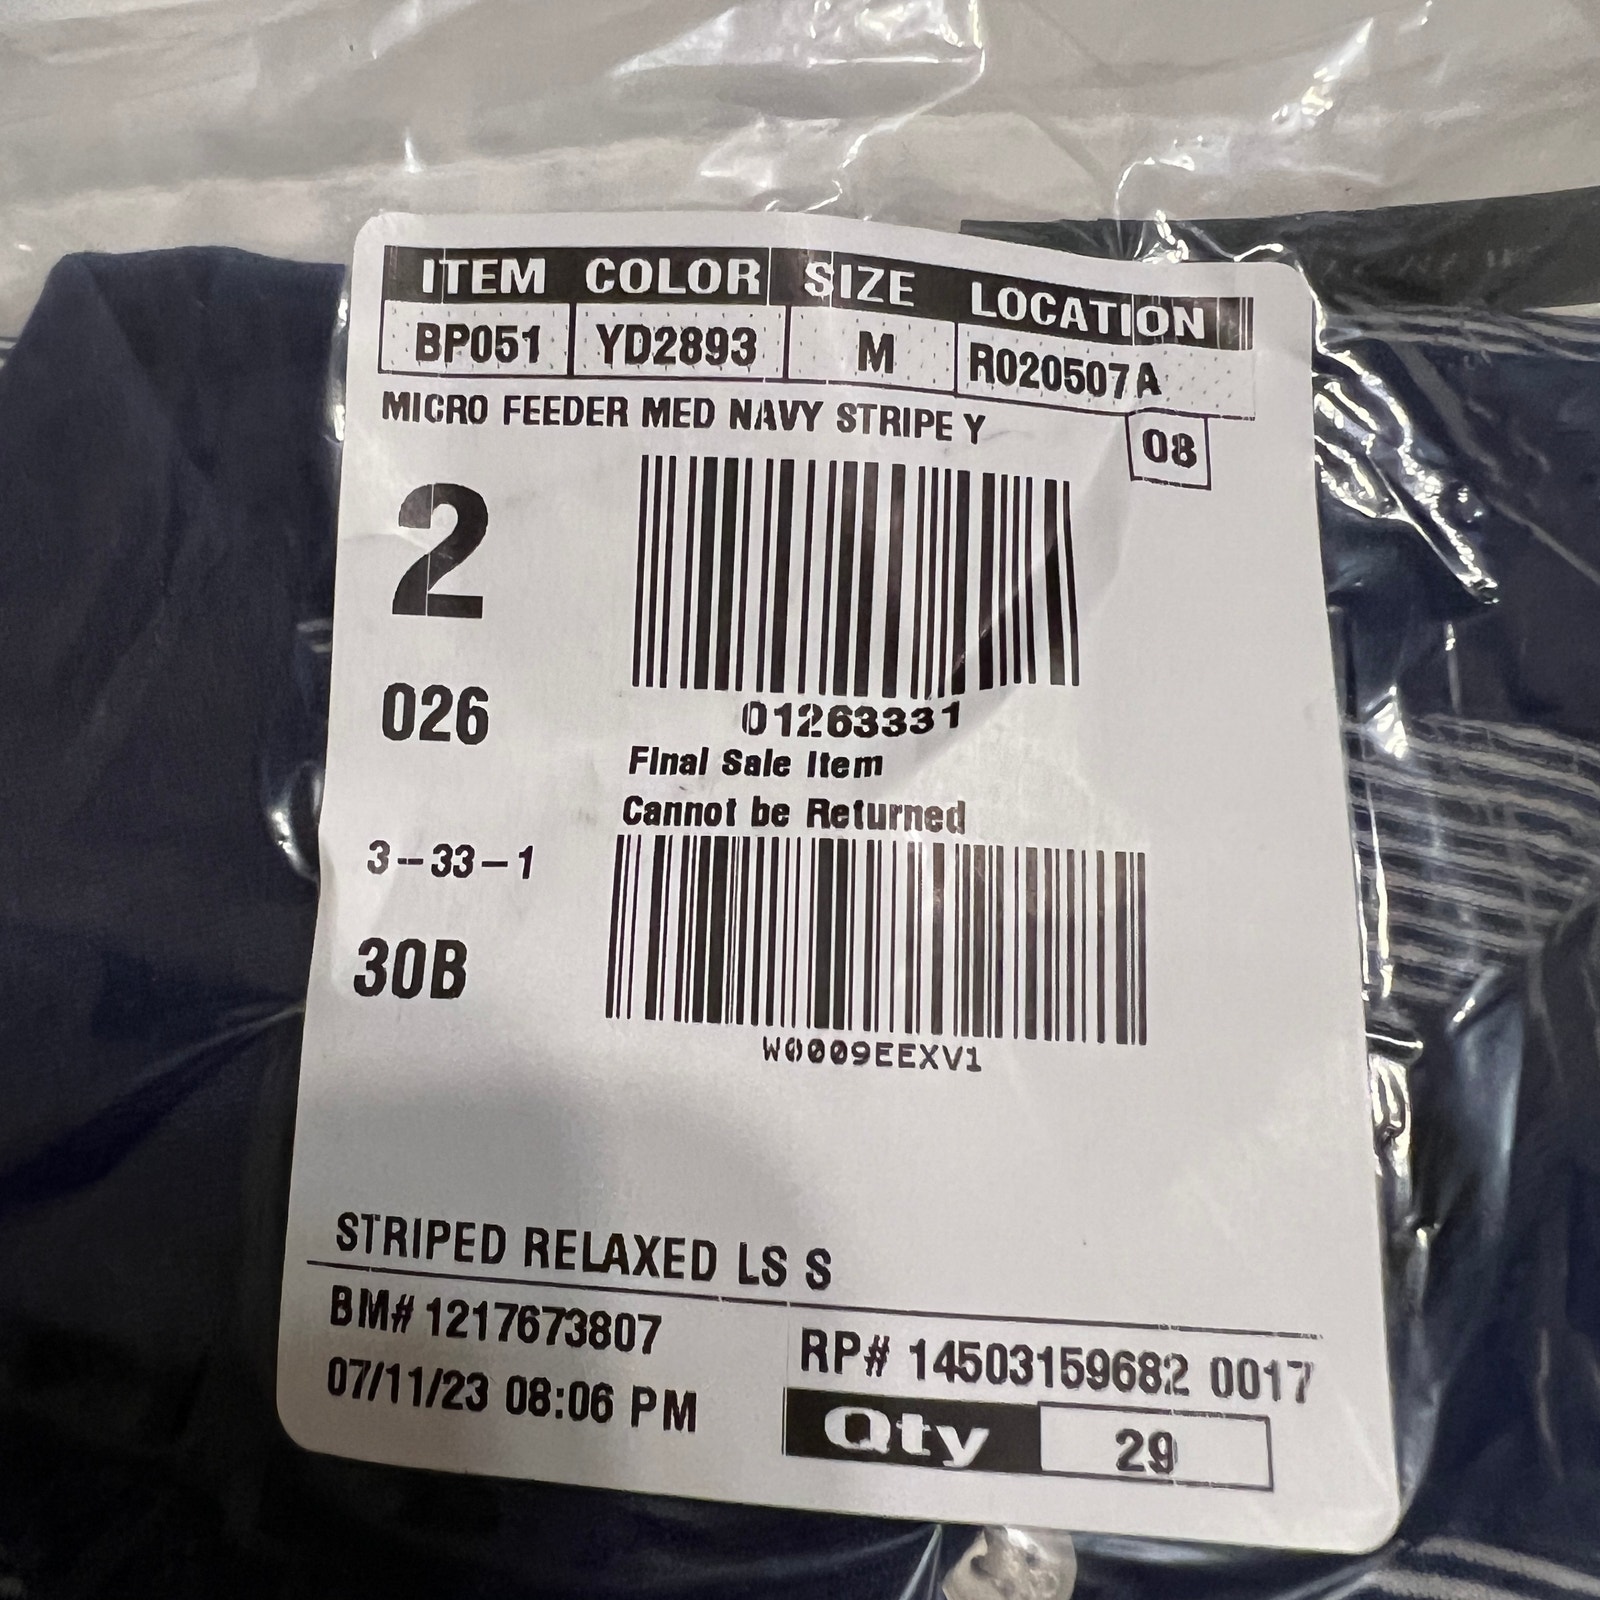 ITEM COLOR SIZE LOCATION
BP051 YD2893 M R020507A
MICRO FEEDER MED NAVY STRIPE Y
08
2
01263331
026
Final Sale Item
Cannot be Returned
3-33-1
30B
W0009EEXV1
STRIPED RELAXED LS S
BM# 1217673807
RP# 14503159682 0017
07/11/23 08:06 PM
Qty 29